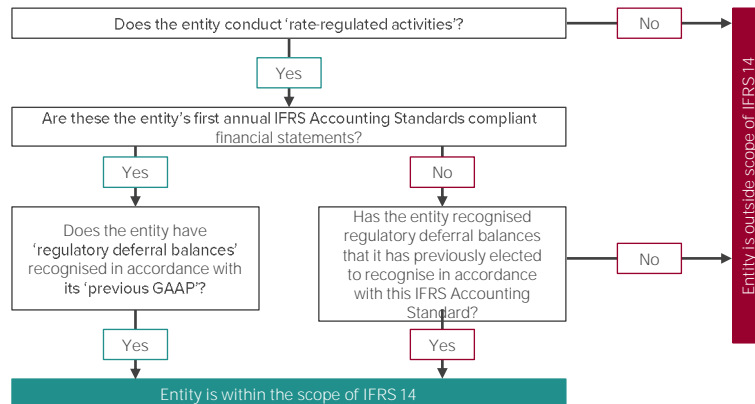 Does the entity conduct ‘rate-regulated activities’?
No
Yes
Are these the entity’s first annual IFRS Accounting Standards compliant
financial statements?
Yes
No
Does the entity have
‘regulatory deferral balances’
recognised in accordance with
its ‘previous GAAP’?
Has the entity recognised
regulatory deferral balances
that it has previously elected
to recognise in accordance
with this IFRS Accounting
Standard?
No
Yes
Yes
Entity is within the scope of IFRS 14
Entity is outside scope of IFRS 14